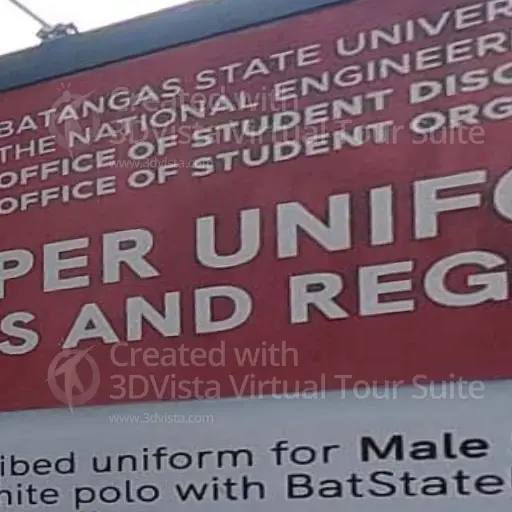 BATANGAS STATE UNIVER
THE NATIONAL ENGINEERI
OFFICE OF STUDENT DISC
OFFICE OF STUDENT ORG
PER UNIFO
S AND REG
Created with
3DVista Virtual Tour Suite
www.3dvista.com
Created with
3DVista Virtual Tour Suite
www.3dvista.com
ibed uniform for Male
hite polo with BatState